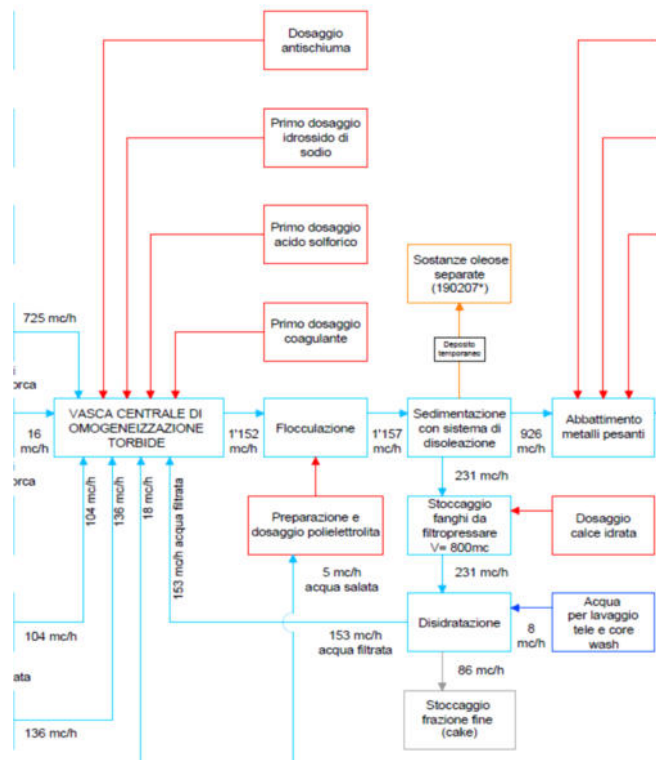 Dosaggio
antischiuma
Primo dosaggio
idrossido di
sodio
Primo dosaggio
acido solforico
Sostanze oleose
separate
(190207*)
725 mc/h
Primo dosaggio
coagulante
Deposito
temporaneo
i
orca
VASCA CENTRALE DI
OMOGENEIZZAZIONE
TORBIDE
1'152
mc/h
Flocculazione
1'157
mc/h
Sedimentazione
con sistema di
disoleazione
926
mc/h
Abbattimento
metalli pesanti
16
mc/h
orca
104 mc/h
136 mc/h
18 mc/h
153 mc/h acqua filtrata
231 mc/h
Preparazione e
dosaggio polielettrolita
Stoccaggio
fanghi da
filtropressare
V= 800mc
Dosaggio
calce idrata
5 mc/h
acqua salata
231 mc/h
104 mc/h
153 mc/h
acqua filtrata
Disidratazione
8
mc/h
Acqua
per lavaggio
tele e core
wash
ata
86 mc/h
136 mc/h
Stoccaggio
frazione fine
(cake)